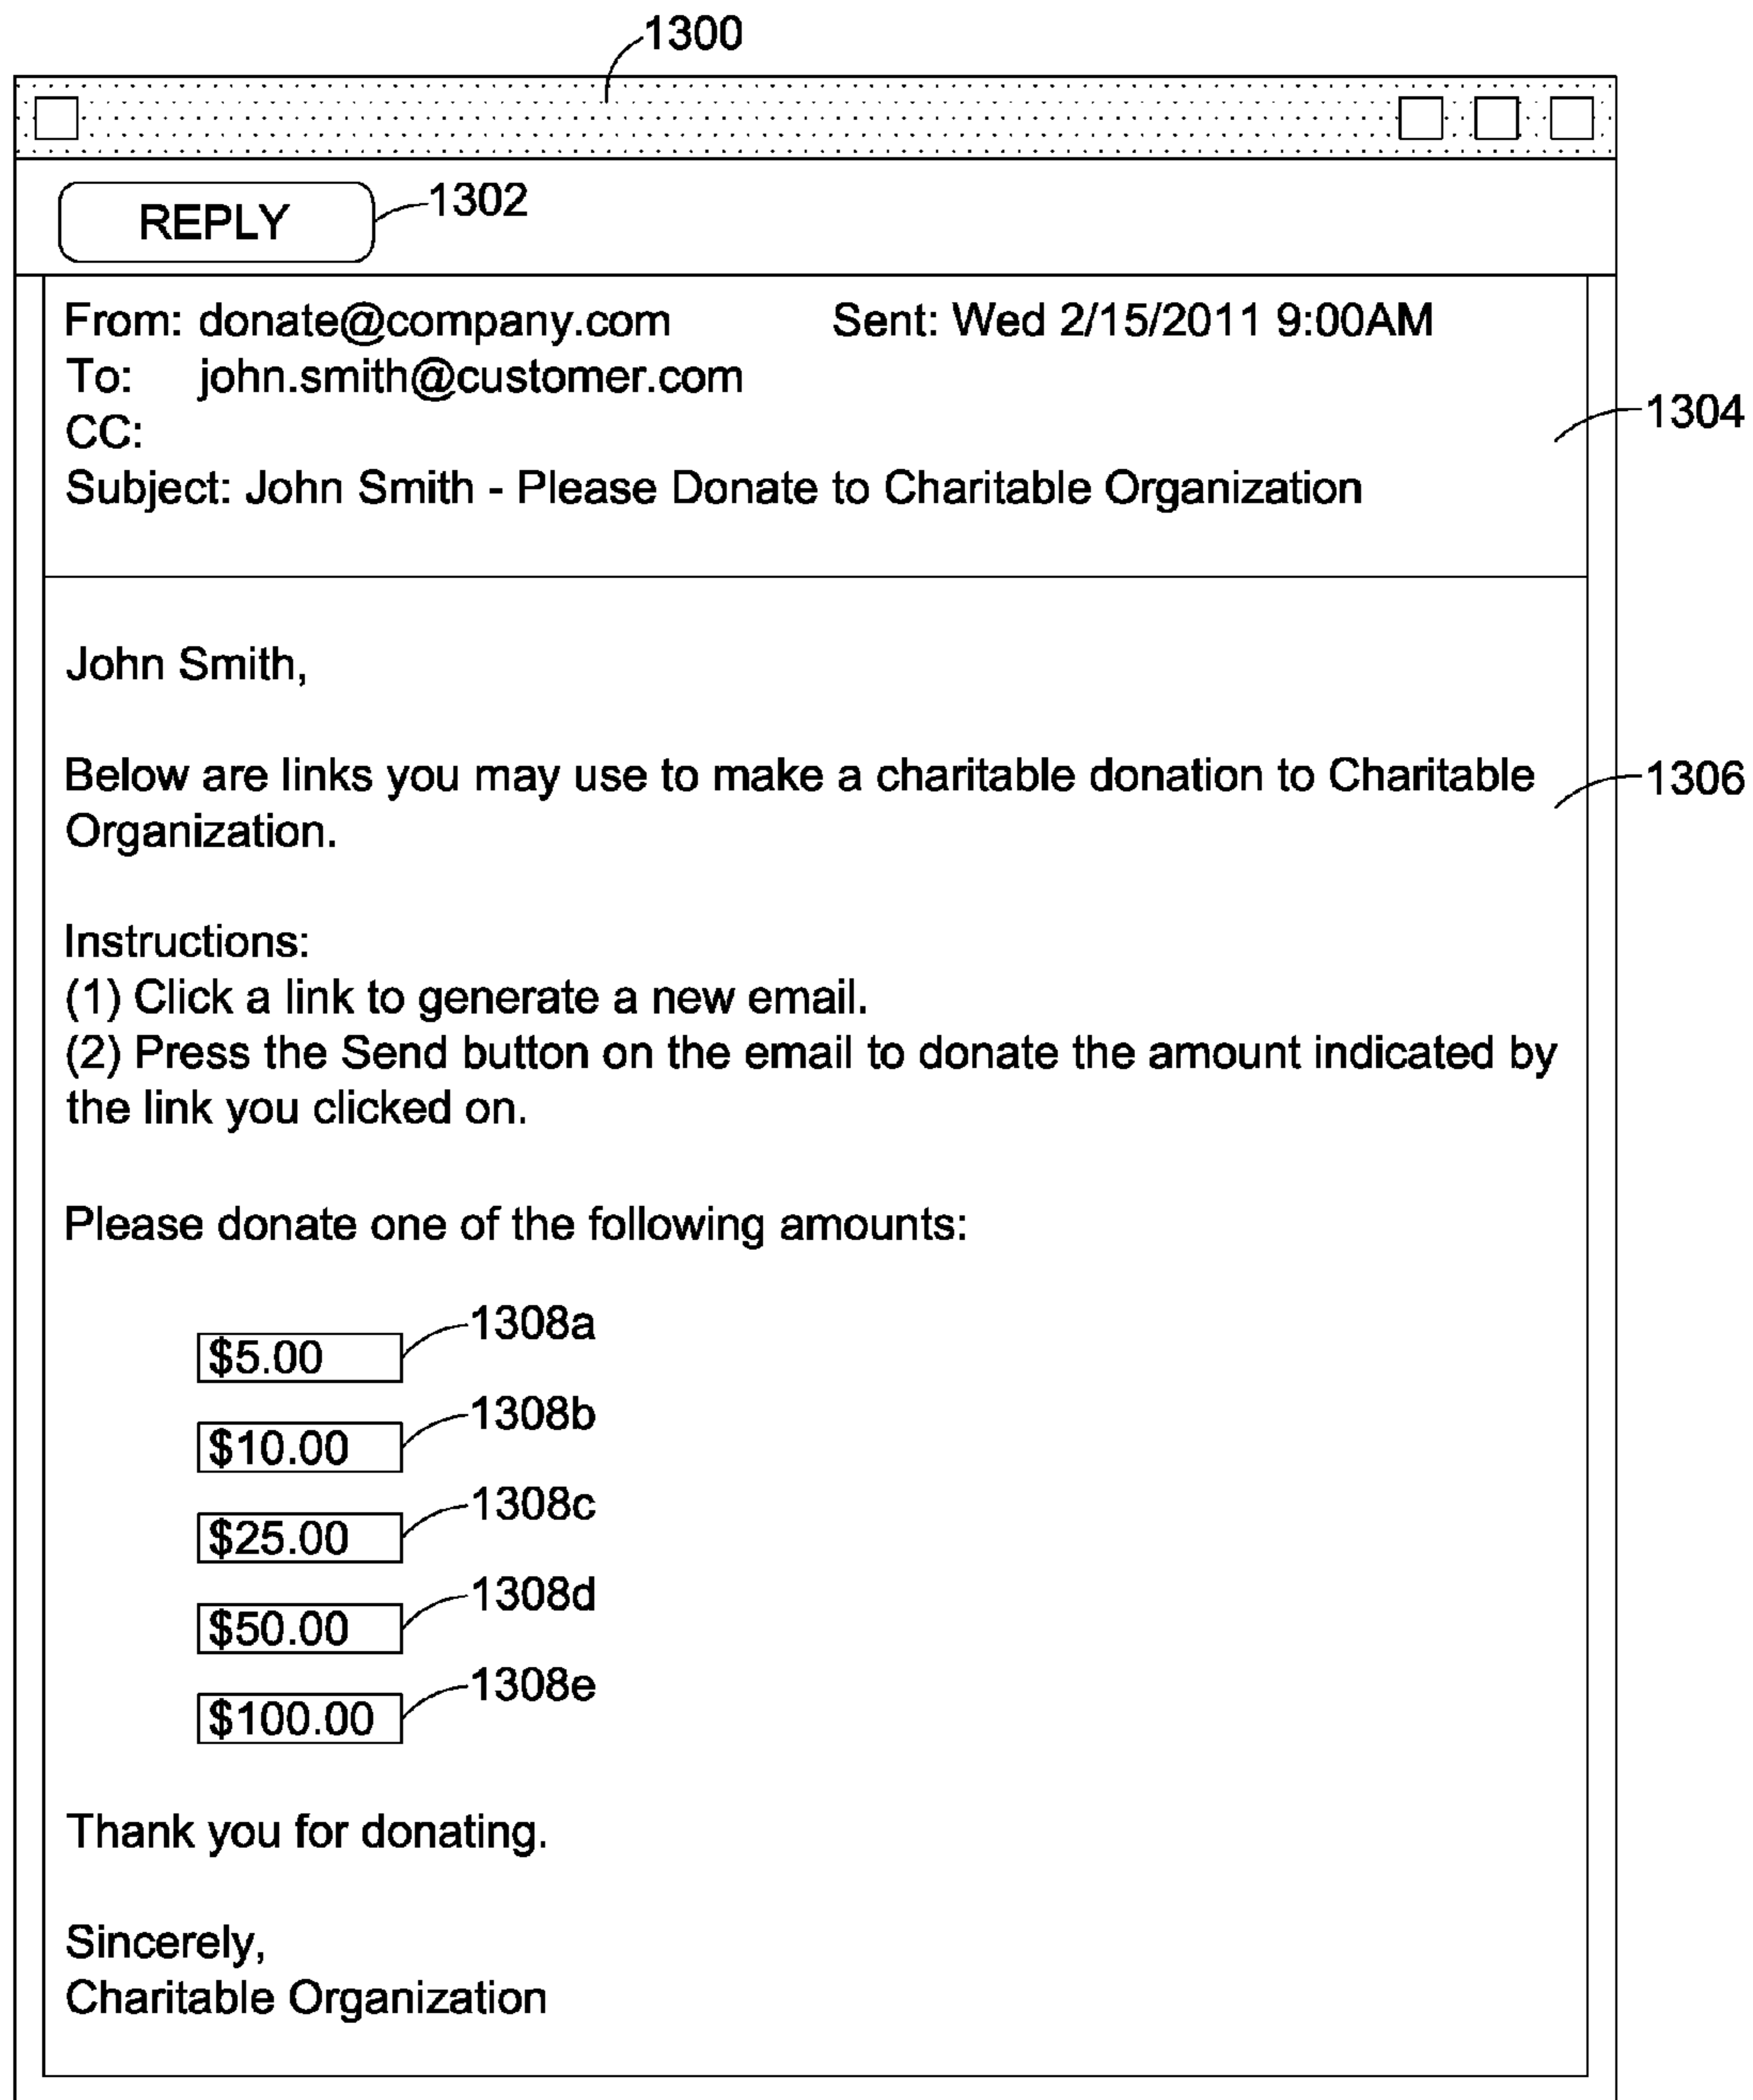 1300
REPLY 1302
From: donate@company.com Sent: Wed 2/15/2011 9:00AM
To: john.smith@customer.com
CC:
1304
Subject: John Smith - Please Donate to Charitable Organization
John Smith,
Below are links you may use to make a charitable donation to Charitable
1306
Organization.
Instructions:
(1) Click a link to generate a new email.
(2) Press the Send button on the email to donate the amount indicated by
the link you clicked on.
Please donate one of the following amounts:
1308a
$5.00
1308b
$10.00
1308c
$25.00
1308d
$50.00
1308e
$100.00
Thank you for donating.
Sincerely,
Charitable Organization